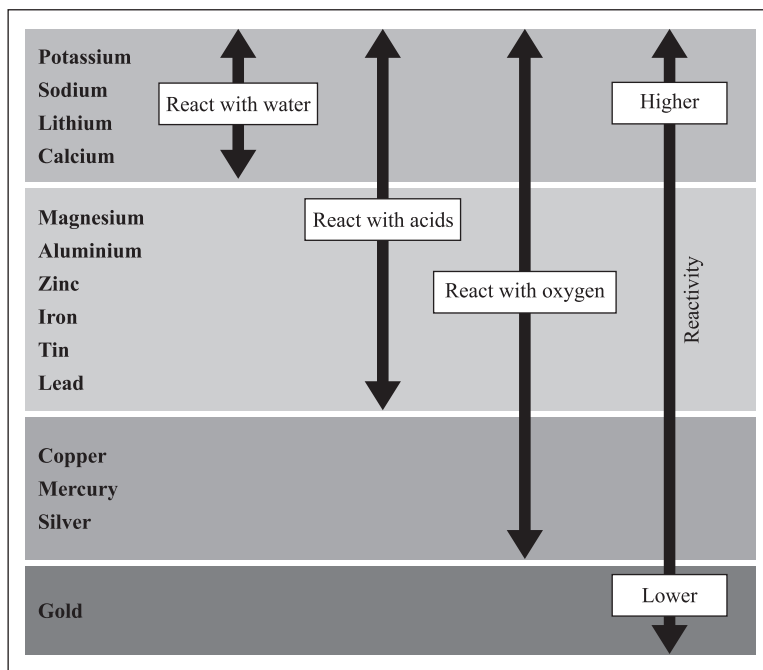 Potassium
Sodium
Lithium
Calcium
React with water
Higher
Magnesium
Aluminium
Zinc
Iron
Tin
Lead
React with acids
React with oxygen
Reactivity
Copper
Mercury
Silver
Gold
Lower